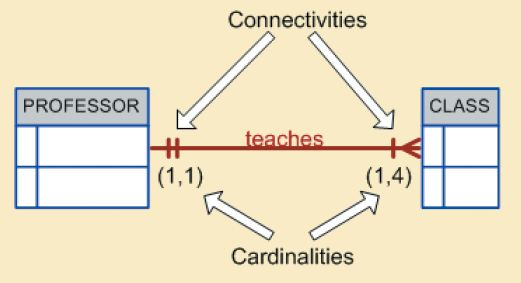 Connectivities
PROFESSOR
CLASS
teaches
(1,1)
(1,4)
Cardinalities